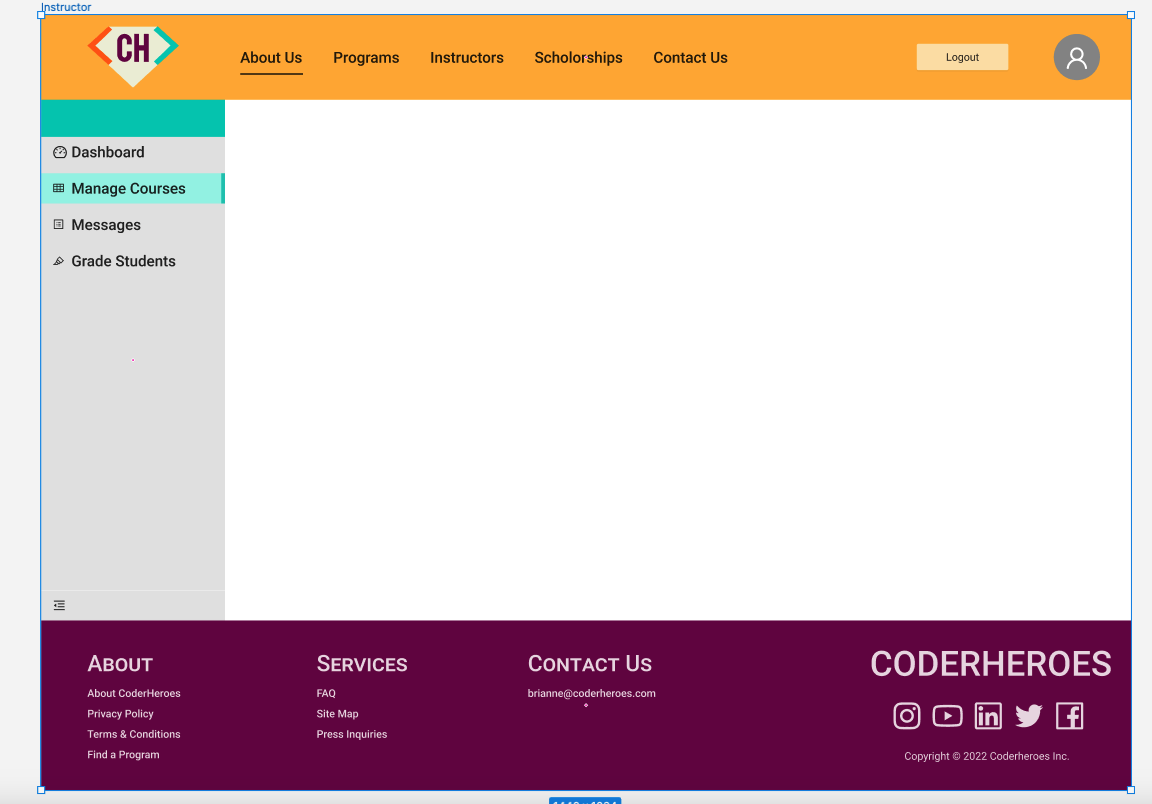 Instructor
CH
About Us Programs Instructors Scholorships Contact Us Logout
Dashboard
Manage Courses
Messages
Grade Students
ABOUT SERVICES CONTACT US CODERHEROES
About CoderHeroes FAQ brianne@coderheroes.com
Privacy Policy Site Map
Terms & Conditions Press Inquiries
Find a Program Copyright © 2022 Coderheroes Inc.